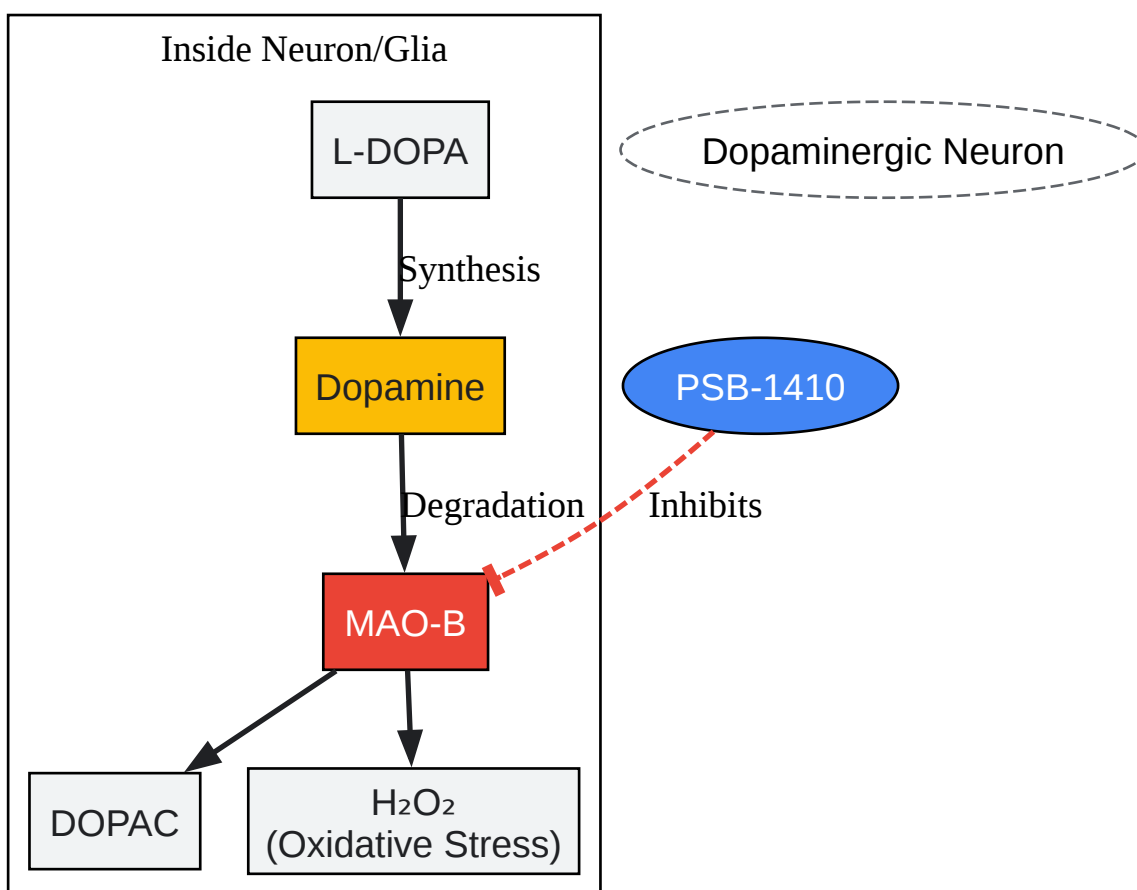 Inside Neuron/Glia
L-DOPA
Dopaminergic Neuron
Synthesis
Dopamine
PSB-1410
Degradation
Inhibits
MAO-B
DOPAC
H₂O₂
(Oxidative Stress)